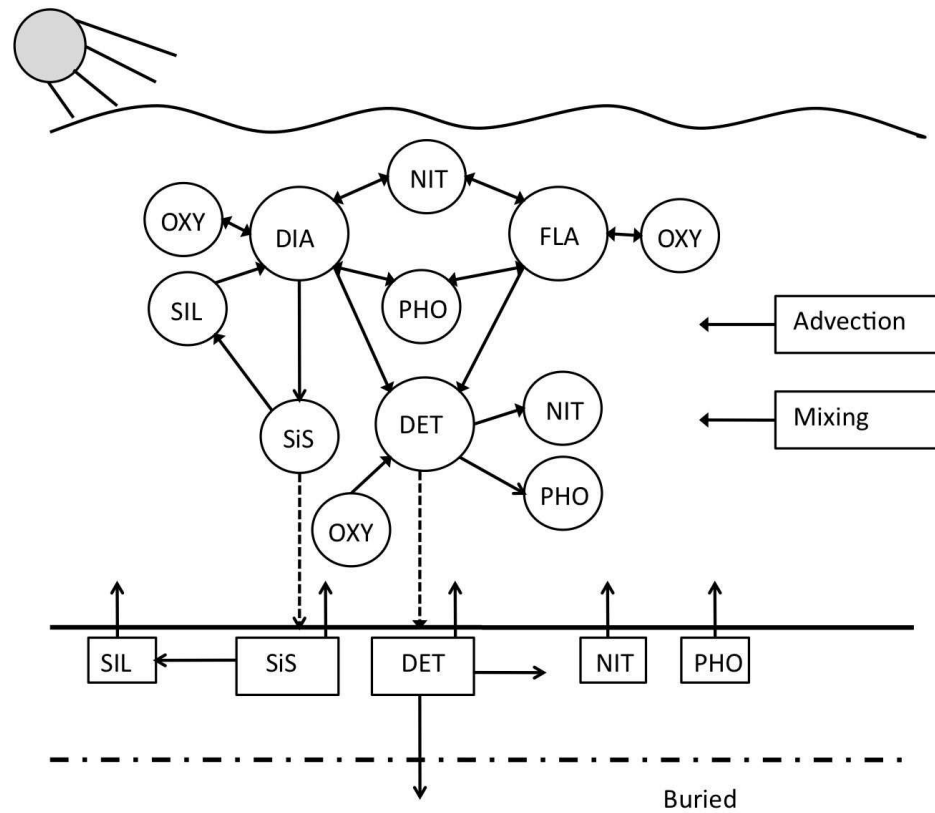 NIT
OXY
DIA
FLA
OXY
SIL
PHO
Advection
SiS
DET
NIT
Mixing
OXY
PHO
SIL
SiS
DET
NIT
PHO
Buried